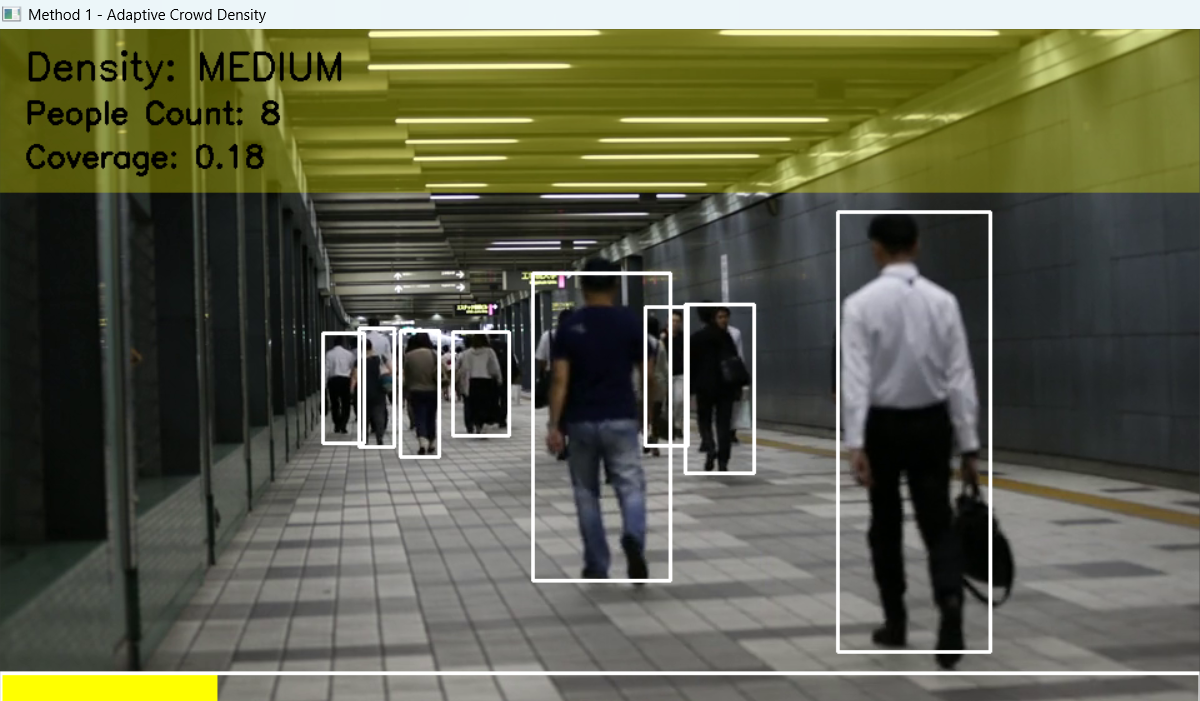 Method 1 - Adaptive Crowd Density
Density: MEDIUM
People Count: 8
Coverage: 0.18